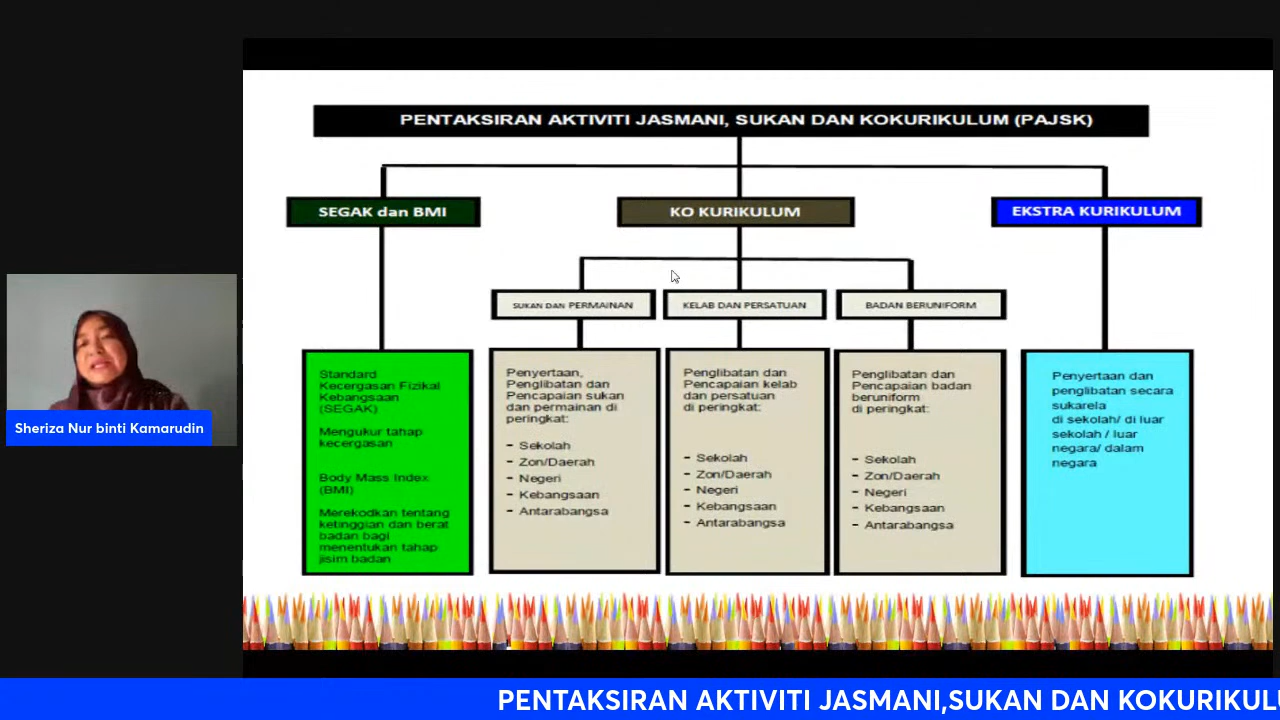 PENTAKSIRAN AKTIVITI JASMANI, SUKAN DAN KOKURIKULUM (PAJSK)
SEGAK dan BMI
KO KURIKULUM
EKSTRA KURIKULUM
SUKAN DAN PERMAINAN
KELAB DAN PERSATUAN
BADAN BERUNIFORM
Standard
Kecergasan Fizikal
Kebangsaan
(SEGAK)
Mengukur tahap
kecergasan
Body Mass Index
(BMI)
Merekodkan tentang
ketinggian dan berat
badan bagi
menentukan tahap
jisim badan
Penyertaan,
Penglibatan dan
Pencapaian sukan
dan permainan di
peringkat:
- Sekolah
- Zon/Daerah
- Negeri
- Kebangsaan
- Antarabangsa
Penglibatan dan
Pencapaian kelab
dan persatuan
di peringkat:
- Sekolah
- Zon/Daerah
- Negeri
- Kebangsaan
- Antarabangsa
Penglibatan dan
Pencapaian badan
beruniform
di peringkat:
- Sekolah
- Zon/Daerah
- Negeri
- Kebangsaan
- Antarabangsa
Penyertaan dan
penglibatan secara
sukarela
di sekolah/ di luar
sekolah / luar
negara/ dalam
negara
Sheriza Nur binti Kamarudin
PENTAKSIRAN AKTIVITI JASMANI,SUKAN DAN KOKURIKUL